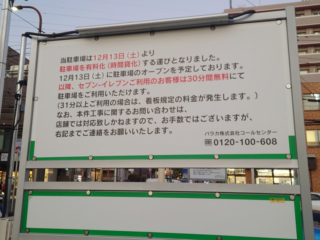 当駐車場は12月13日(土)より
駐車場を有料化(時間貸化)する運びとなりました。
12月13日(土)に駐車場のオープンを予定しております。
以降、セブン-イレブンご利用のお客様は30分間無料にて
駐車場をご利用いただけます。
(31分以上ご利用の場合は、看板規定の料金が発生します。)
なお、本件工事に関するお問い合わせは、
店舗では対応致しかねますので、お手数ではございますが、
右記までご連絡をお願いいたします。
パラカ株式会社コールセンター
0120-100-608